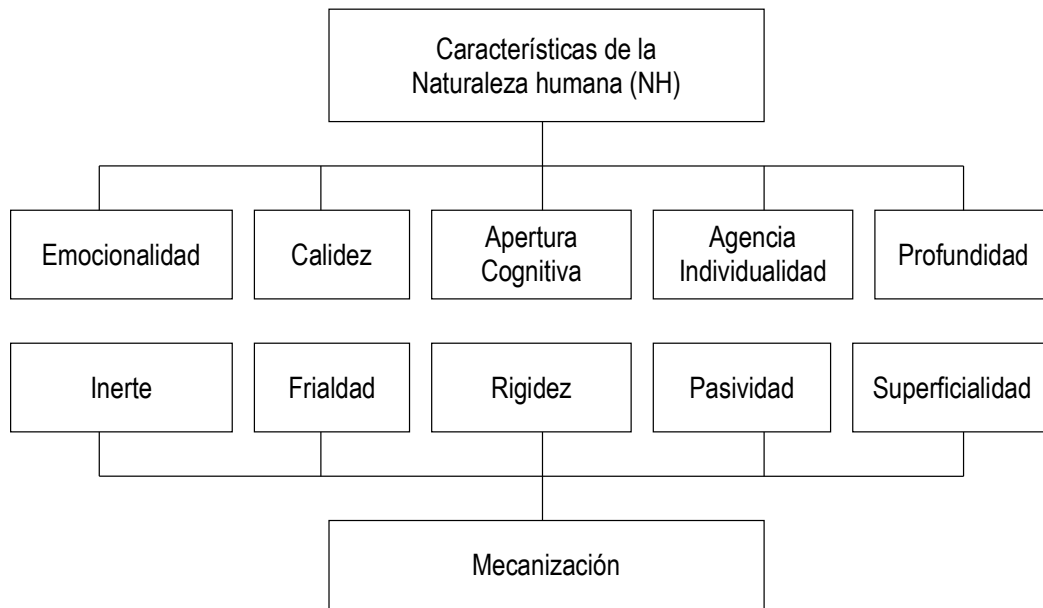 Características de la
Naturaleza humana (NH)
Emocionalidad
Calidez
Apertura
Cognitiva
Agencia
Individualidad
Profundidad
Inerte
Frialdad
Rigidez
Pasividad
Superficialidad
Mecanización